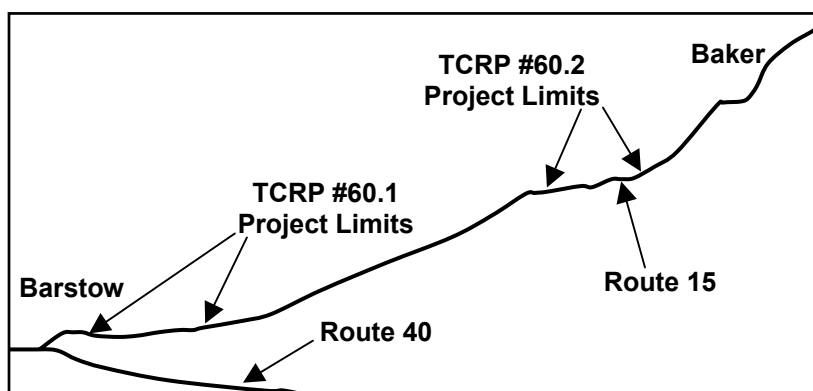 TCRP #60.2
Project Limits
Baker
TCRP #60.1
Project Limits
Barstow
Route 15
Route 40